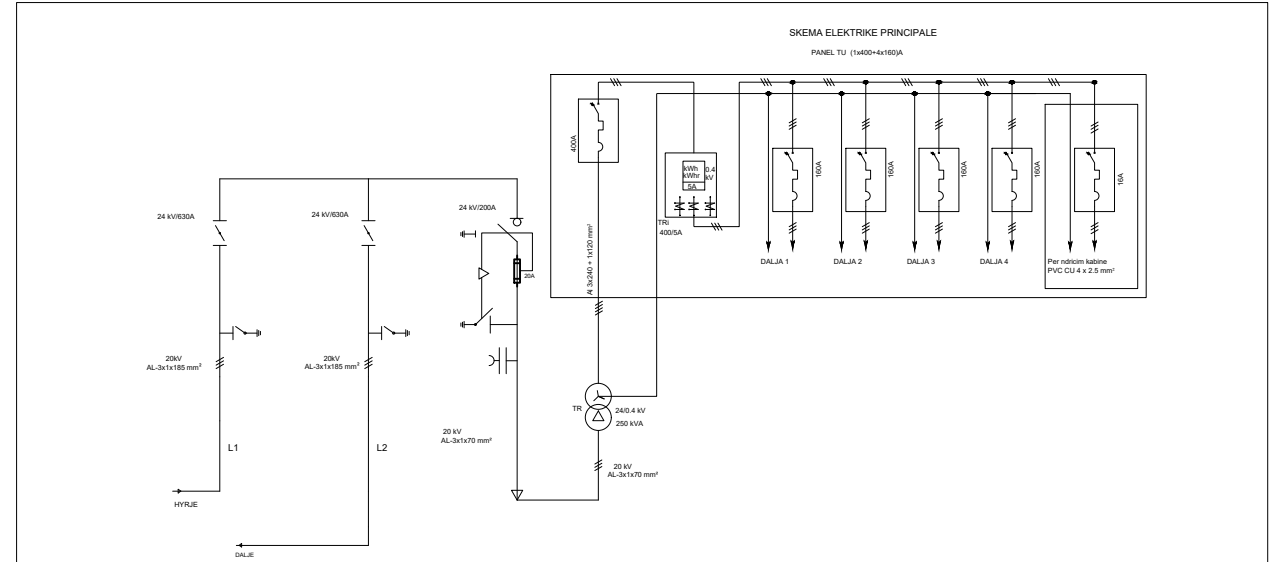 SKEMA ELEKTRIKE PRINCIPALE
PANEL TU (1x400+4x160)A
400A
kWh
kWhr
0.4
kV
5A
TRi
400/5A
160A
160A
160A
160A
16A
DALJA 1
DALJA 2
DALJA 3
DALJA 4
Per ndricim kabine
PVC CU 4 x 2.5 mm²
Al 3x240 + 1x120 mm²
24 kV/630A
24 kV/630A
24 kV/200A
20A
20kV
AL-3x1x185 mm²
20kV
AL-3x1x185 mm²
TR
24/0.4 kV
250 kVA
20 kV
AL-3x1x70 mm²
20 kV
AL-3x1x70 mm²
L1
L2
HYRJE
DALJE